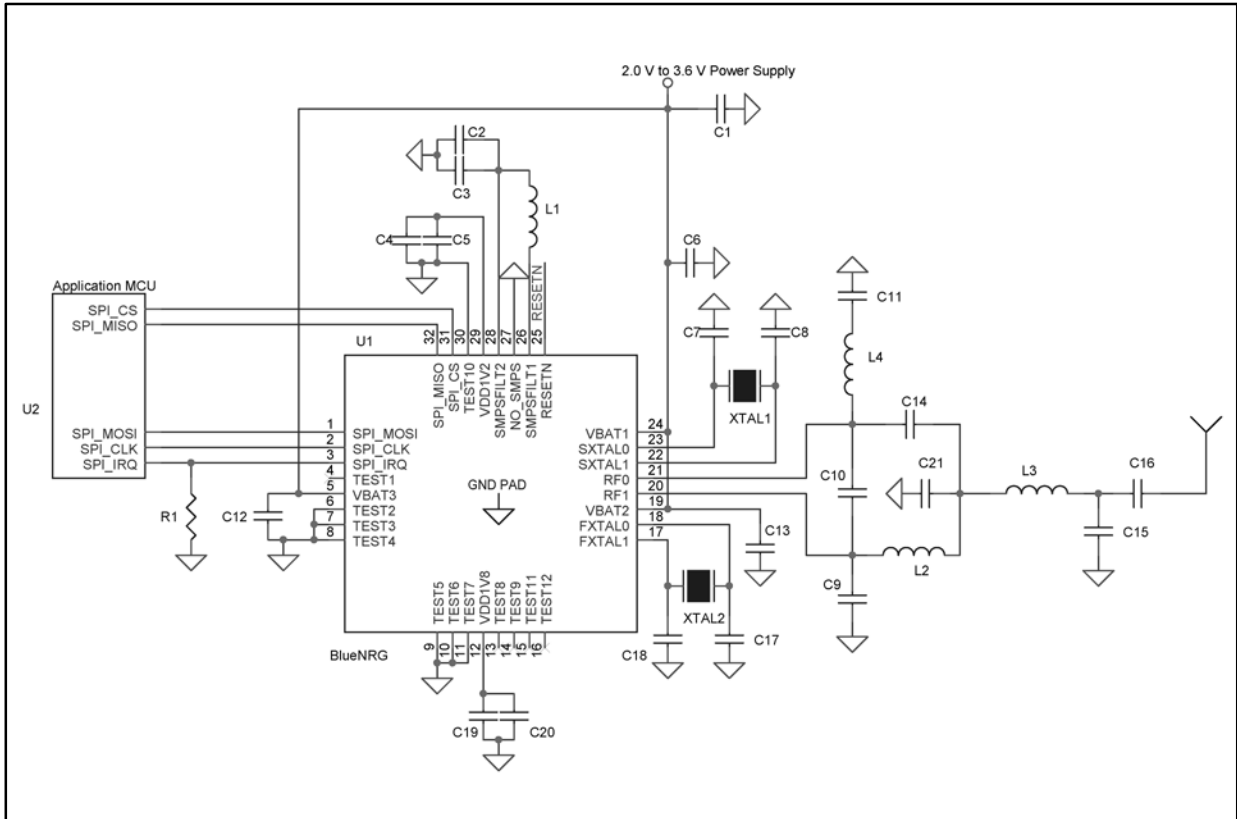 2.0 V to 3.6 V Power Supply
C1
C2
C3
L1
C4
C5
C6
RESETN
Application MCU
SPI_CS
SPI_MISO
U2
SPI_MOSI
SPI_CLK
SPI_IRQ
R1
C12
U1
32
31
30
29
28
27
26
25
SPI_MISO
SPI_CS
TEST10
VDD1V2
SMPSFILT2
NO_SMPS
SMPSFILT1
RESETN
1 SPI_MOSI
2 SPI_CLK
3 SPI_IRQ
4 TEST1
5 VBAT3
6 TEST2
7 TEST3
8 TEST4
GND PAD
VBAT1 24
SXTAL0 23
SXTAL1 22
RF0 21
RF1 20
VBAT2 19
FXTAL0 18
FXTAL1 17
TEST5
TEST6
TEST7
VDD1V8
TEST8
TEST9
TEST11
TEST12
9
10
11
12
13
14
15
16
BlueNRG
C19
C20
C7
C8
XTAL1
C13
XTAL2
C18
C17
C11
L4
C14
C10
C21
L2
C9
L3
C16
C15